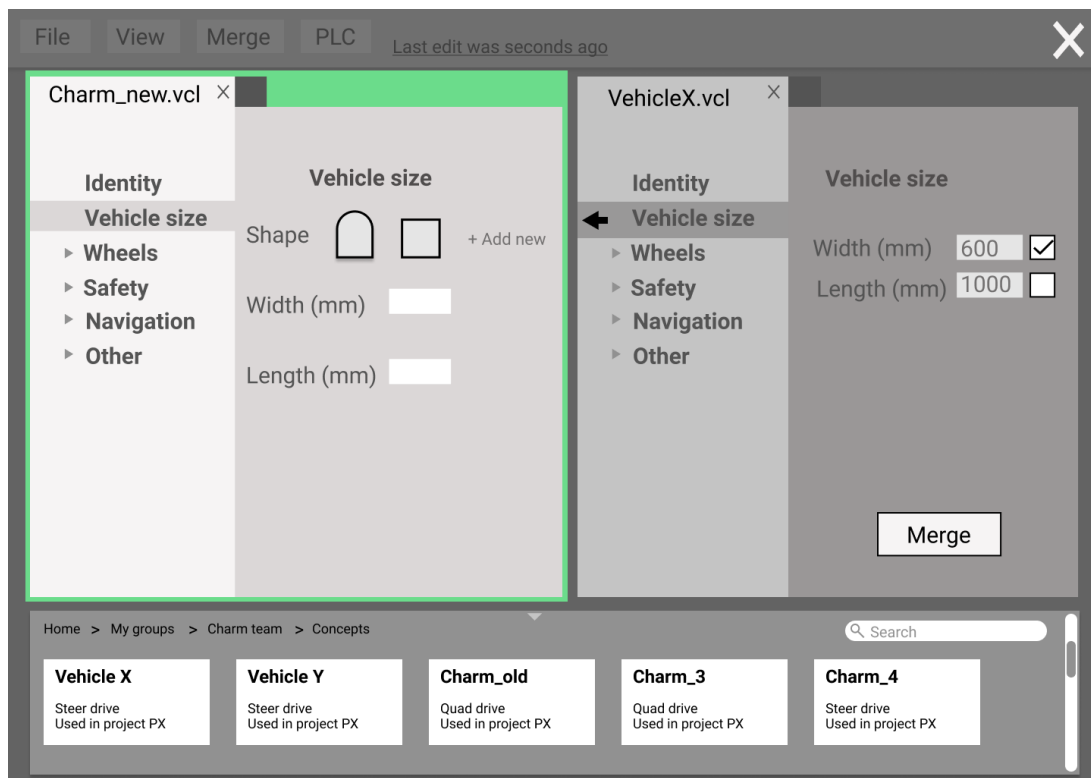 File View Merge PLC Last edit was seconds ago X
Charm_new.vcl X
Identity
Vehicle size
Wheels
Safety
Navigation
Other
Vehicle size
Shape + Add new
Width (mm)
Length (mm)
VehicleX.vcl X
Identity
Vehicle size
Wheels
Safety
Navigation
Other
Vehicle size
Width (mm) 600
Length (mm) 1000
Merge
Home > My groups > Charm team > Concepts
Search
Vehicle X
Steer drive
Used in project PX
Vehicle Y
Steer drive
Used in project PX
Charm_old
Quad drive
Used in project PX
Charm_3
Quad drive
Used in project PX
Charm_4
Steer drive
Used in project PX